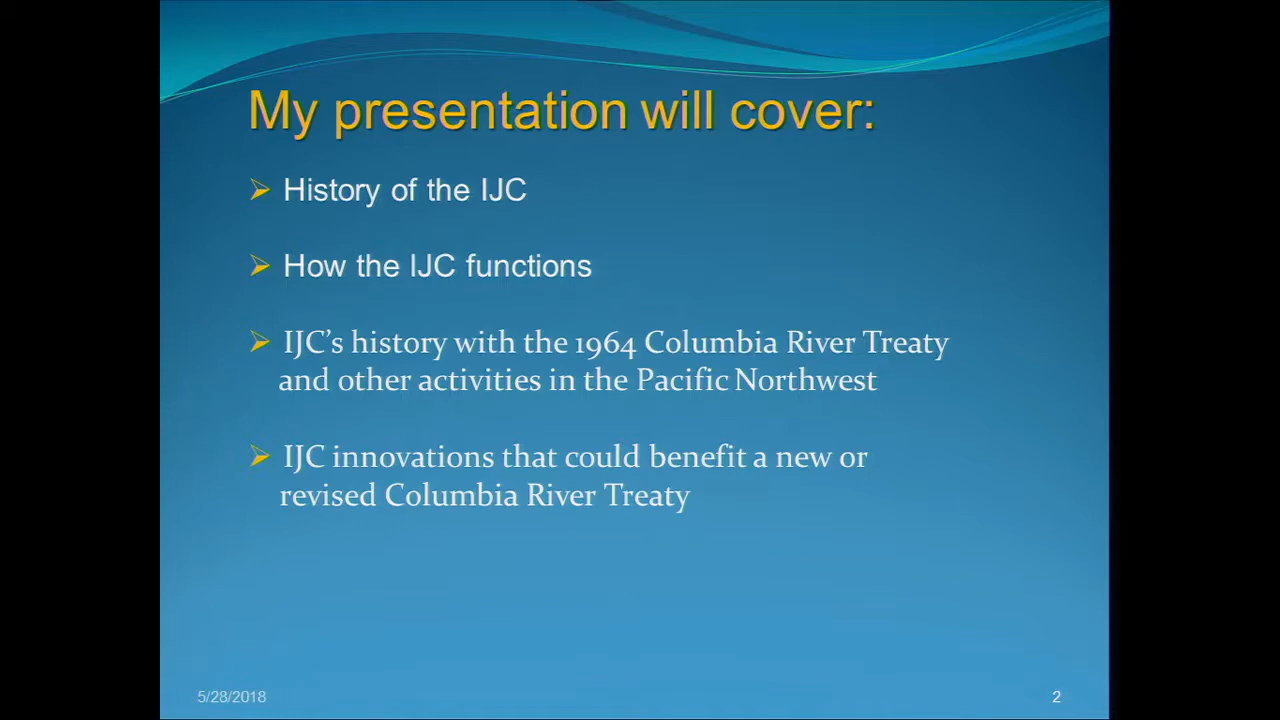 My presentation will cover:
History of the IJC
How the IJC functions
IJC’s history with the 1964 Columbia River Treaty
and other activities in the Pacific Northwest
IJC innovations that could benefit a new or
revised Columbia River Treaty
5/28/2018
2